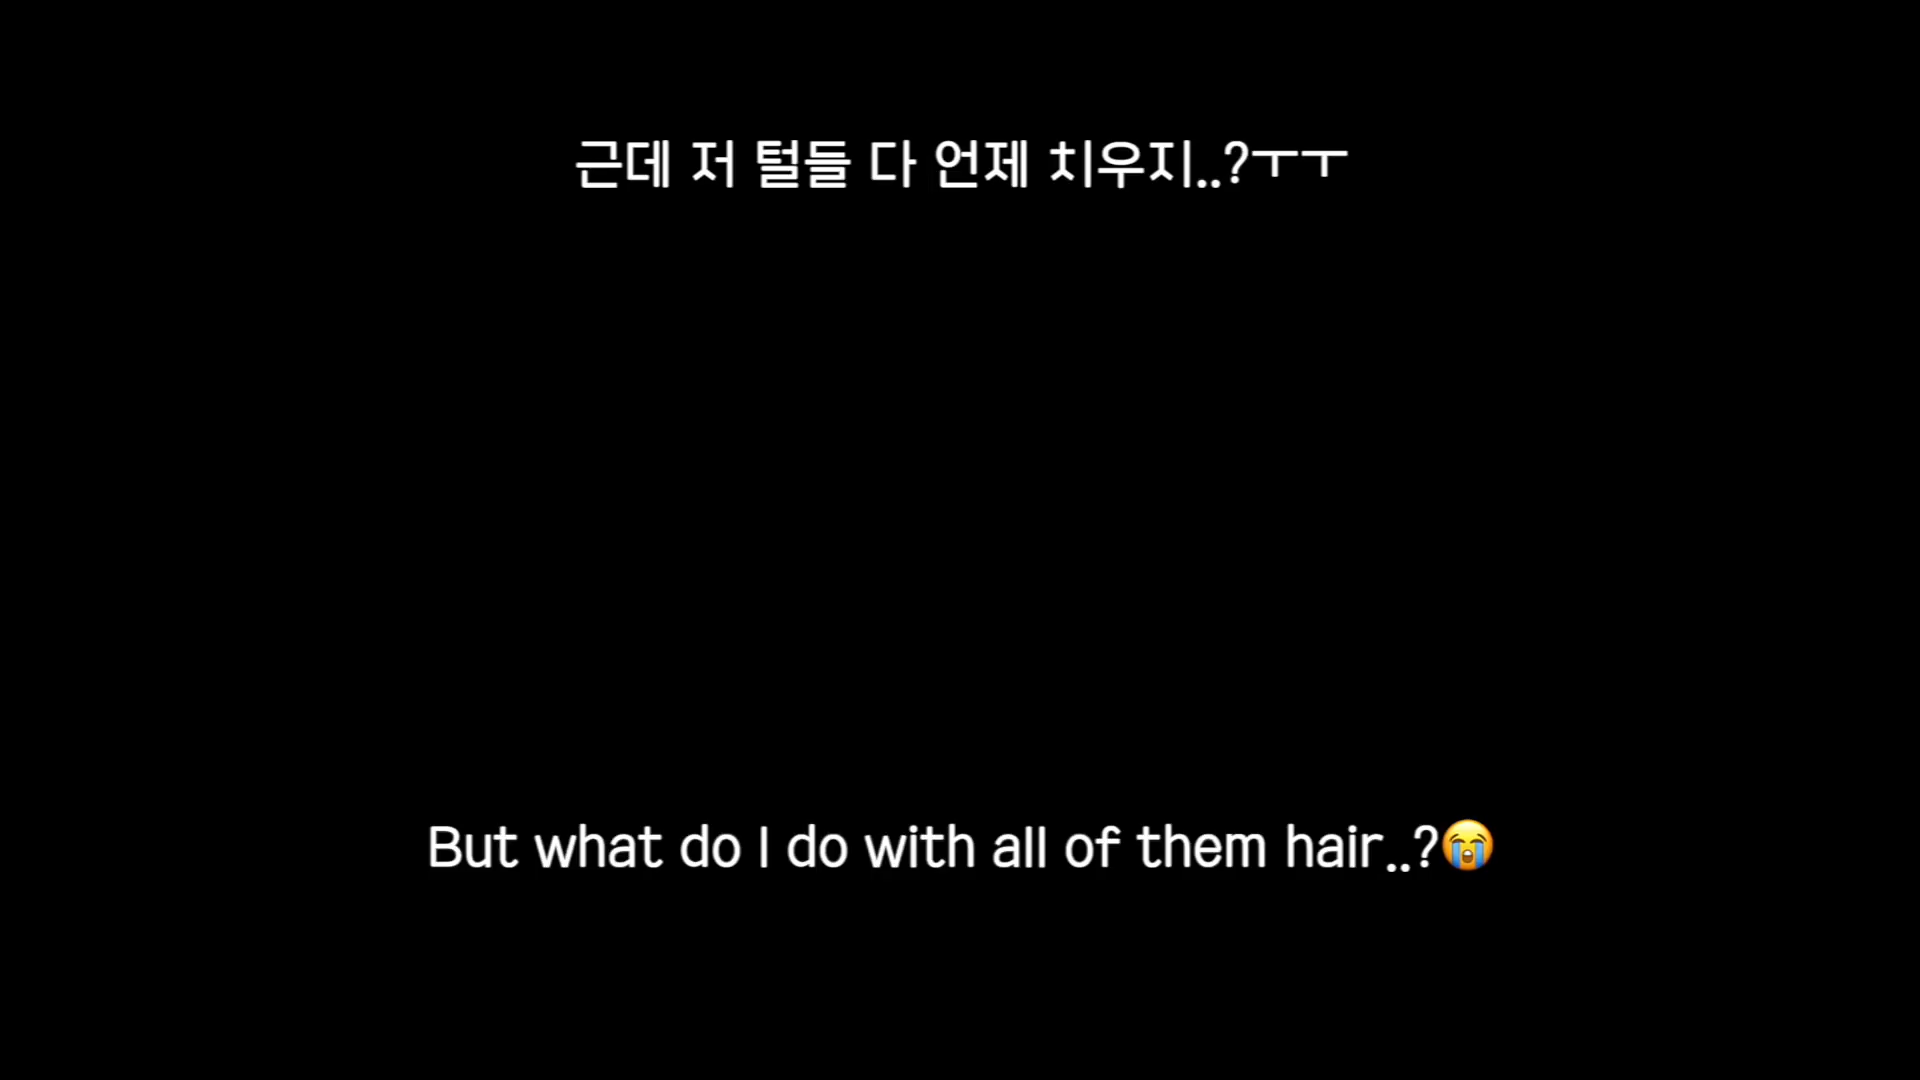 근데 저 털들 다 언제 치우지..?ㅜㅜ
But what do I do with all of them hair..?😭